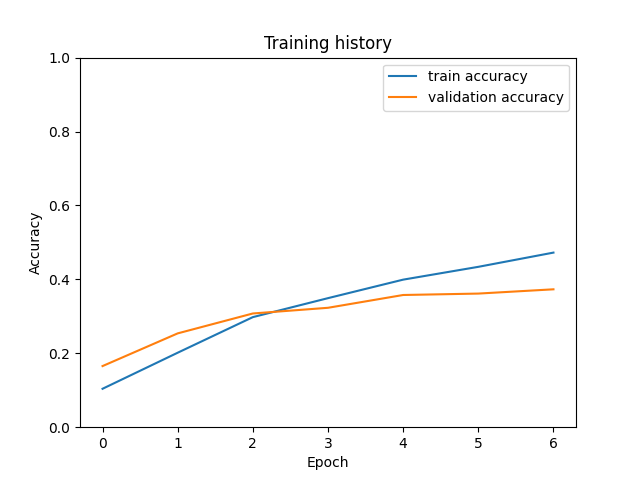 Training history
train accuracy
validation accuracy
1.0
0.8
0.6
0.4
0.2
0.0
Accuracy
0 1 2 3 4 5 6
Epoch